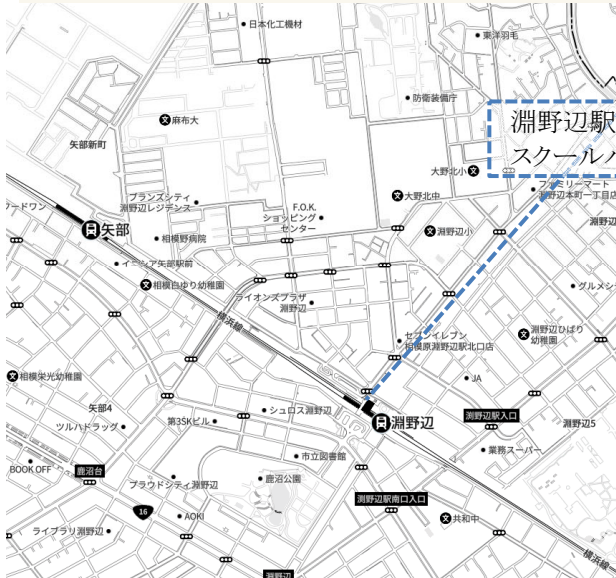 日本化工機材
東洋羽毛
防衛装備庁
麻布大
矢部新町
淵野辺駅
スクールバ
大野北小
ファミリーマート
淵野辺本町一丁目店
大野北中
ブランズシティ
淵野辺レジデンス
F.O.K.
ショッピング
センター
淵野辺小
フードワン
矢部
相模野病院
イニシア矢部駅前
相模白ゆり幼稚園
ライオンズプラザ
淵野辺
横浜線
グルメシ
淵野辺ひばり
幼稚園
セブンイレブン
相模原淵野辺駅北口店
相模栄光幼稚園
JA
矢部4
シュロス淵野辺
淵野辺
淵野辺駅入口
第3SKビル
ツルハドラッグ
淵野辺5
市立図書館
業務スーパー
BOOK OFF
鹿沼台
プラウドシティ淵野辺
鹿沼公園
淵野辺駅南口入口
16
AOKI
共和中
ライブラリ淵野辺
横浜線
淵野辺